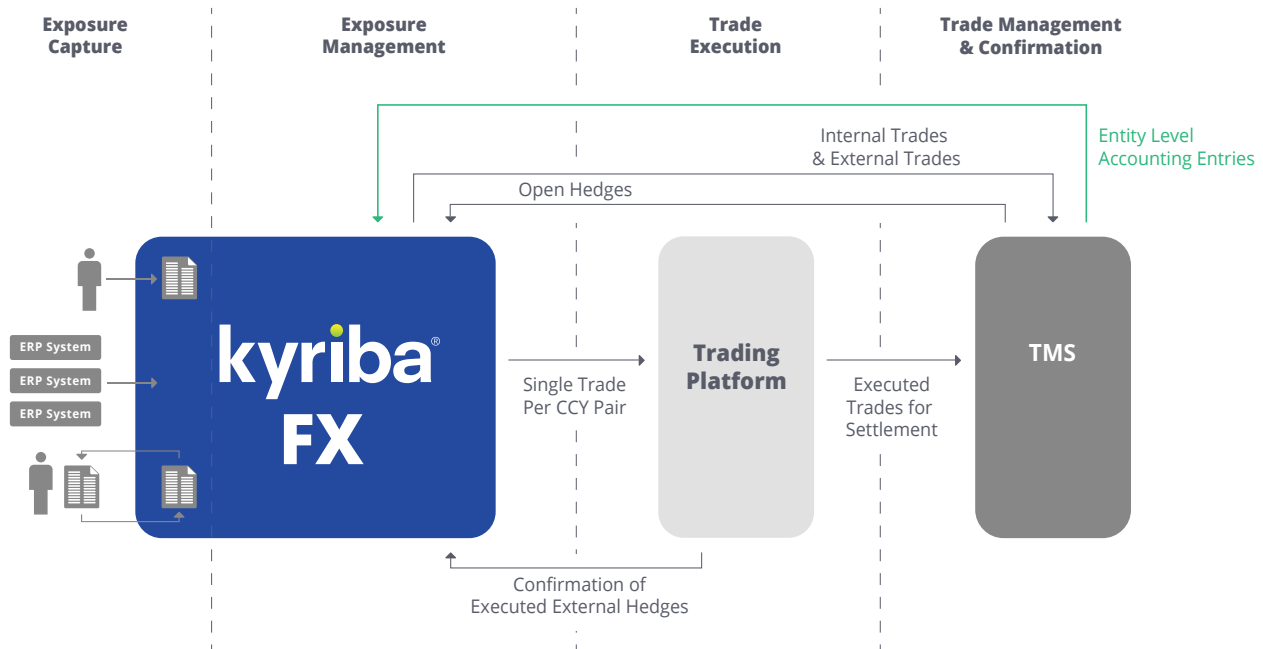 Exposure
Capture
Exposure
Management
Trade
Execution
Trade Management
& Confirmation
Internal Trades
& External Trades
Entity Level
Accounting Entries
Open Hedges
ERP System
ERP System
ERP System
kyriba®
FX
Single Trade
Per CCY Pair
Trading
Platform
Executed
Trades for
Settlement
TMS
Confirmation of
Executed External Hedges